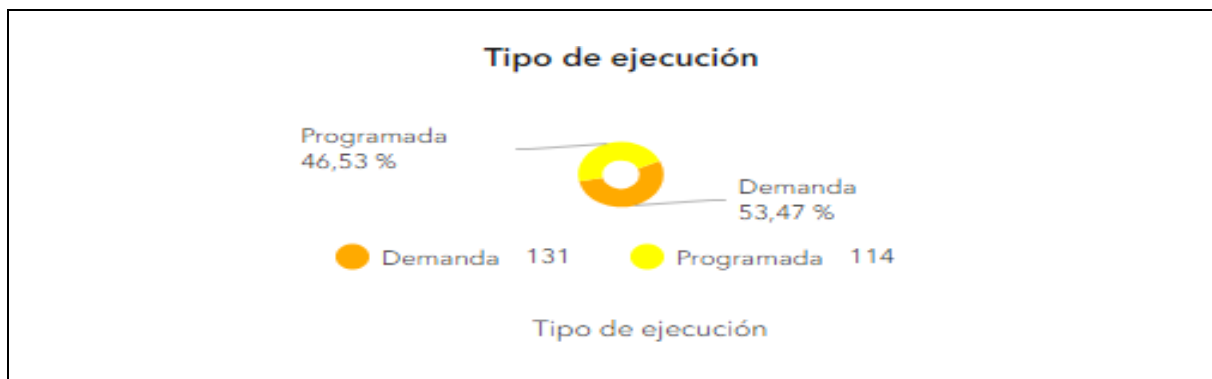 Tipo de ejecución
Programada
46,53 %
Demanda
53,47 %
Demanda 131 Programada 114
Tipo de ejecución